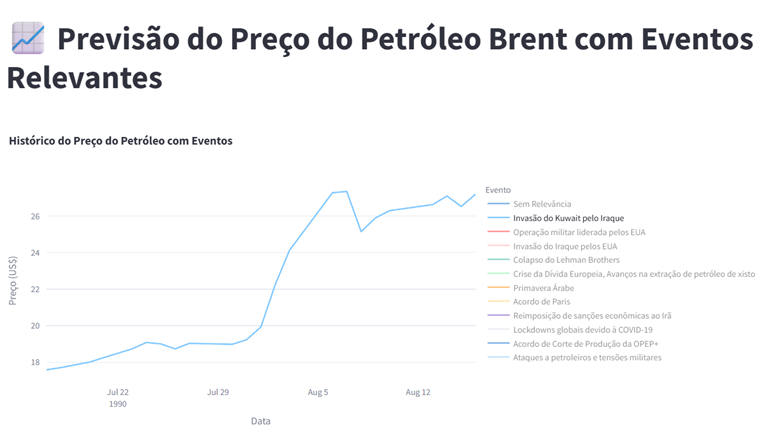 Previsão do Preço do Petróleo Brent com Eventos
Relevantes
Histórico do Preço do Petróleo com Eventos
Evento
Sem Relevância
Invasão do Kuwait pelo Iraque
Operação militar liderada pelos EUA
Invasão do Iraque pelos EUA
Colapso do Lehman Brothers
Crise da Dívida Europeia, Avanços na extração de petróleo de xisto
Primavera Árabe
Acordo de Paris
Reimposição de sanções econômicas ao Irã
Lockdowns globais devido à COVID-19
Acordo de Corte de Produção da OPEP+
Ataques a petroleiros e tensões militares
Preço (US$)
26
24
22
20
18
Jul 22
1990
Jul 29
Aug 5
Aug 12
Data